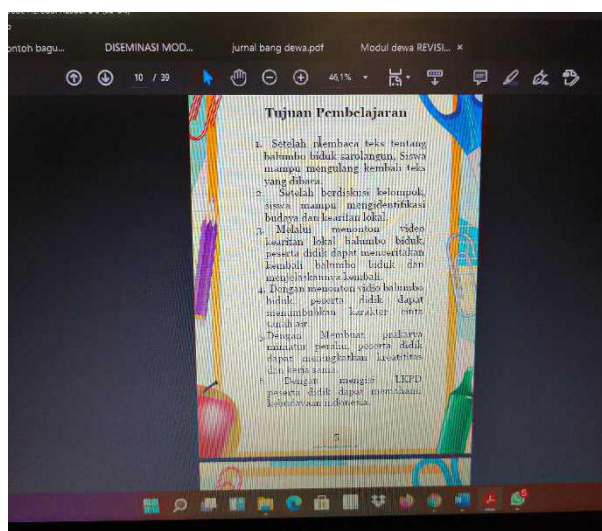 ontoh bagu... DISEMINASI MOD... jurnal bang dewa.pdf Modul dewa REVISI... ×
10 / 39 46,1%
Tujuan Pembelajaran
1. Setelah membaca teks tentang
balumbo biduk sarolangun, Siswa
mampu mengulang kembali teks
yang dibaca.
2. Setelah berdiskusi kelompok,
siswa mampu mengidentifikasi
budaya dan kearifan lokal.
3. Melalui menonton video
kearifan lokal balumbo biduk,
peserta didik dapat menceritakan
kembali balumbo biduk dan
menjelaskannya kembali.
4. Dengan menonton vidio balumbo
biduk, peserta didik dapat
menumbuhkan karakter cinta
tanah air
5. Dengan Membuat prakarya
miniatur perahu, peserta didik
dapat meningkatkan kreatifitas
dan kerja sama.
6. Dengan mengisi LKPD
peserta didik dapat memahami
kebudayaan indonesia.
5